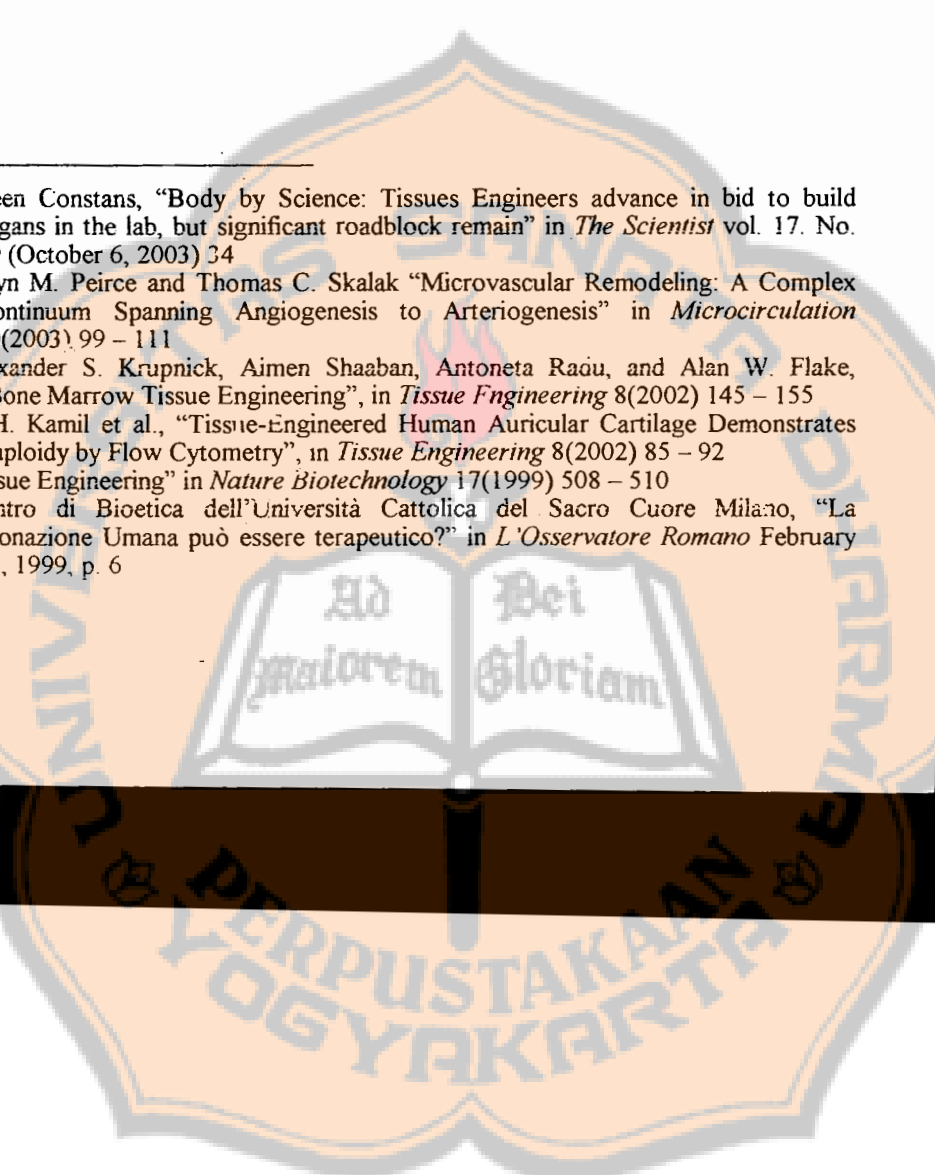 een Constans, “Body by Science: Tissues Engineers advance in bid to build
gans in the lab, but significant roadblock remain” in The Scientist vol. 17. No.
(October 6, 2003) 34
yn M. Peirce and Thomas C. Skalak “Microvascular Remodeling: A Complex
ontinuum Spanning Angiogenesis to Arteriogenesis” in Microcirculation
(2003) 99 – 111
xander S. Krupnick, Aimen Shaaban, Antoneta Radu, and Alan W. Flake,
Bone Marrow Tissue Engineering”, in Tissue Engineering 8(2002) 145 – 155
H. Kamil et al., “Tissue-Engineered Human Auricular Cartilage Demonstrates
uploidy by Flow Cytometry”, in Tissue Engineering 8(2002) 85 – 92
sue Engineering” in Nature Biotechnology 17(1999) 508 – 510
ntro di Bioetica dell’Università Cattolica del Sacro Cuore Milano, “La
onazione Umana può essere terapeutico?” in L’Osservatore Romano February
, 1999, p. 6
UNIVERSITAS SANATA DHARMA
Ad maiorem
Dei Gloriam
PERPUSTAKAAN
YOGYAKARTA